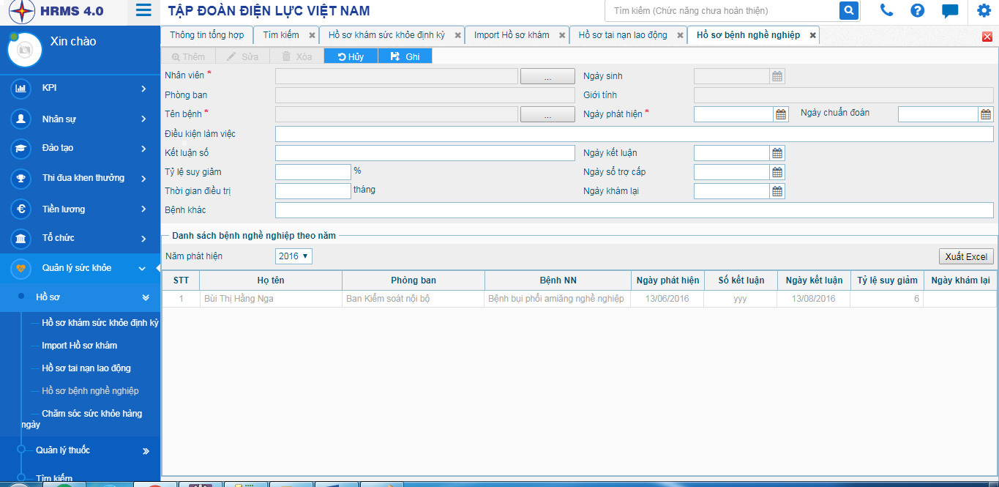 HRMS 4.0
TẬP ĐOÀN ĐIỆN LỰC VIỆT NAM
Tìm kiếm (Chức năng chưa hoàn thiện)
Xin chào
Thông tin tổng hợp
Tìm kiếm
Hồ sơ khám sức khỏe định kỳ
Import Hồ sơ khám
Hồ sơ tai nạn lao động
Hồ sơ bệnh nghề nghiệp
Thêm
Sửa
Xóa
Hủy
Ghi
KPI
Nhân sự
Đào tạo
Thi đua khen thưởng
Tiền lương
Tổ chức
Quản lý sức khỏe
Hồ sơ
Hồ sơ khám sức khỏe định kỳ
Import Hồ sơ khám
Hồ sơ tai nạn lao động
Hồ sơ bệnh nghề nghiệp
Chăm sóc sức khỏe hàng
ngày
Quản lý thuốc
Tìm kiếm
Nhân viên * ... Ngày sinh
Phòng ban Giới tính
Tên bệnh * ... Ngày phát hiện * Ngày chuẩn đoán
Điều kiện làm việc
Kết luận số Ngày kết luận
Tỷ lệ suy giảm % Ngày sổ trợ cấp
Thời gian điều trị tháng Ngày khám lại
Bệnh khác
Danh sách bệnh nghề nghiệp theo năm
Năm phát hiện 2016 Xuất Excel
STT Họ tên Phòng ban Bệnh NN Ngày phát hiện Số kết luận Ngày kết luận Tỷ lệ suy giảm Ngày khám lại
1 Bùi Thị Hằng Nga Ban Kiểm soát nội bộ Bệnh bụi phổi amiăng nghề nghiệp 13/06/2016 yyy 13/08/2016 6